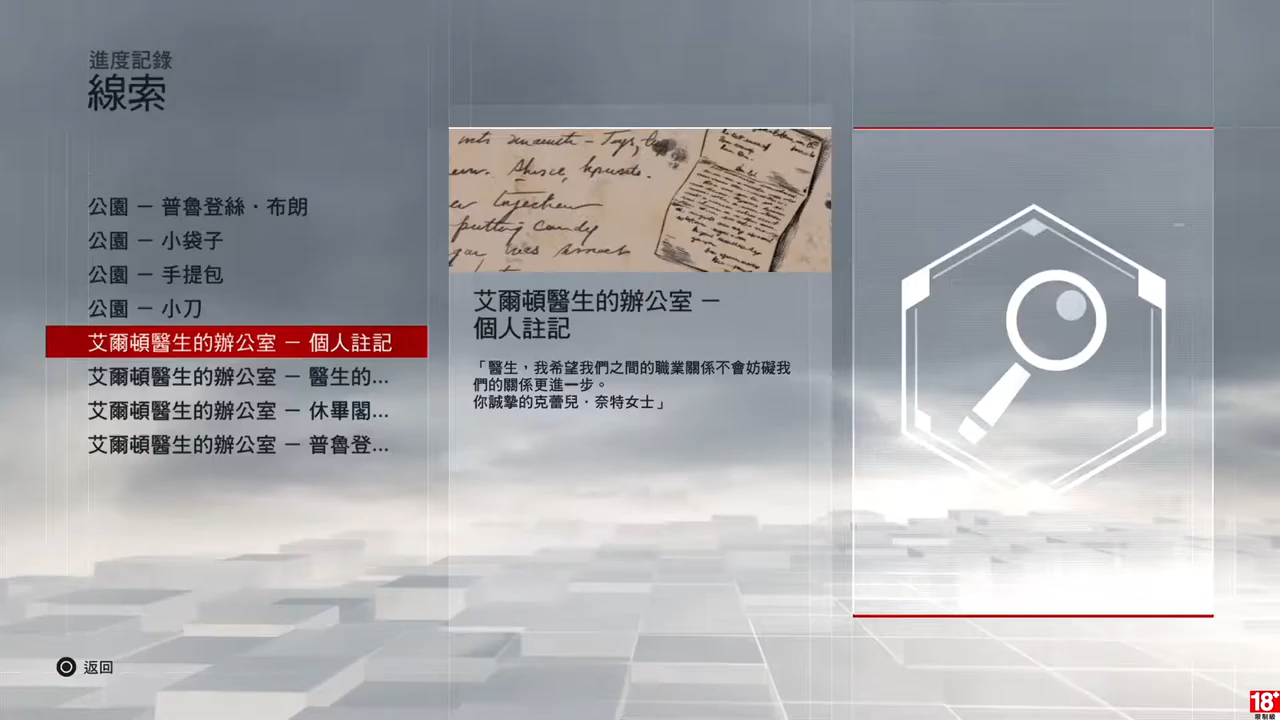 進度記錄
線索
公園 － 普魯登絲．布朗
公園 － 小袋子
公園 － 手提包
公園 － 小刀
艾爾頓醫生的辦公室 － 個人註記
艾爾頓醫生的辦公室 － 醫生的...
艾爾頓醫生的辦公室 － 休畢閣...
艾爾頓醫生的辦公室 － 普魯登...
艾爾頓醫生的辦公室 －
個人註記
「醫生，我希望我們之間的職業關係不會妨礙我
們的關係更進一步。
你誠摯的克蕾兒．奈特女士」
返回
18+
限制級